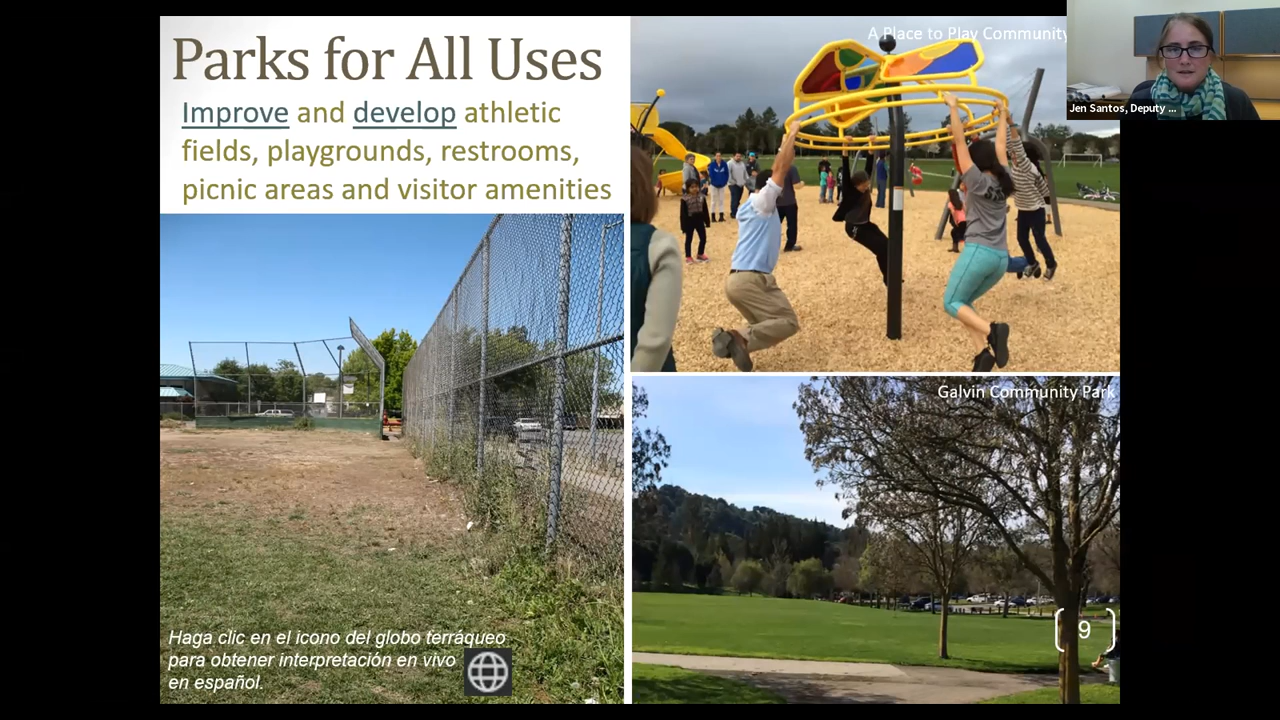 Parks for All Uses
Improve and develop athletic
fields, playgrounds, restrooms,
picnic areas and visitor amenities
A Place to Play Community
Jen Santos, Deputy ...
Galvin Community Park
9
Haga clic en el icono del globo terráqueo
para obtener interpretación en vivo
en español.